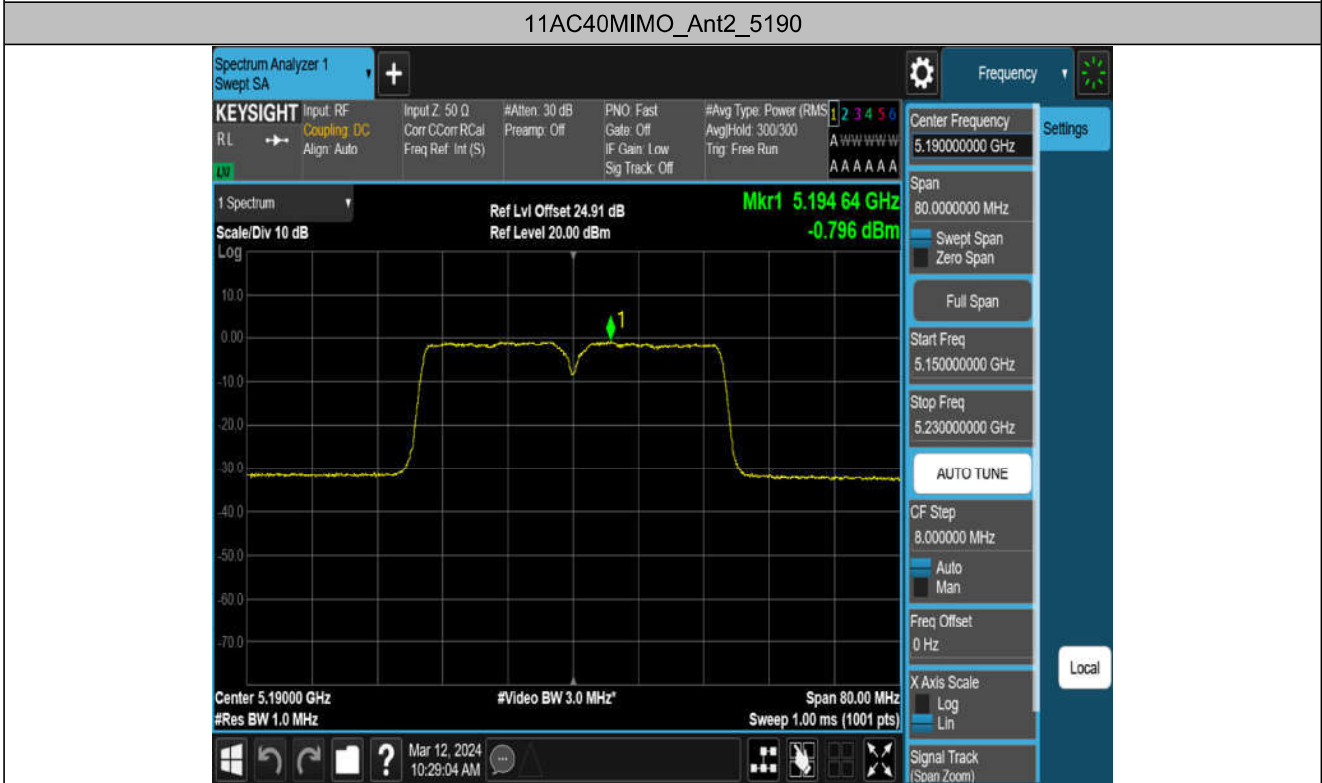 11AC40MIMO_Ant2_5190
Spectrum Analyzer 1
Swept SA
+
Frequency
KEYSIGHT
RL
LXI
Input: RF
Coupling: DC
Align: Auto
Input Z: 50 Ω
Corr CCorr RCal
Freq Ref: Int (S)
#Atten: 30 dB
Preamp: Off
PNO: Fast
Gate: Off
IF Gain: Low
Sig Track: Off
#Avg Type: Power (RMS
Avg|Hold: 300/300
Trig: Free Run
1 2 3 4 5 6
A W W W W W
A A A A A A
1 Spectrum
Scale/Div 10 dB
Log
Ref Lvl Offset 24.91 dB
Ref Level 20.00 dBm
Mkr1 5.194 64 GHz
-0.796 dBm
10.0
0.00
-10.0
-20.0
-30.0
-40.0
-50.0
-60.0
-70.0
1
Center 5.19000 GHz
#Res BW 1.0 MHz
#Video BW 3.0 MHz*
Span 80.00 MHz
Sweep 1.00 ms (1001 pts)
?
Mar 12, 2024
10:29:04 AM
Center Frequency
5.190000000 GHz
Settings
Span
80.0000000 MHz
Swept Span
Zero Span
Full Span
Start Freq
5.150000000 GHz
Stop Freq
5.230000000 GHz
AUTO TUNE
CF Step
8.000000 MHz
Auto
Man
Freq Offset
0 Hz
X Axis Scale
Log
Lin
Local
Signal Track
(Span Zoom)